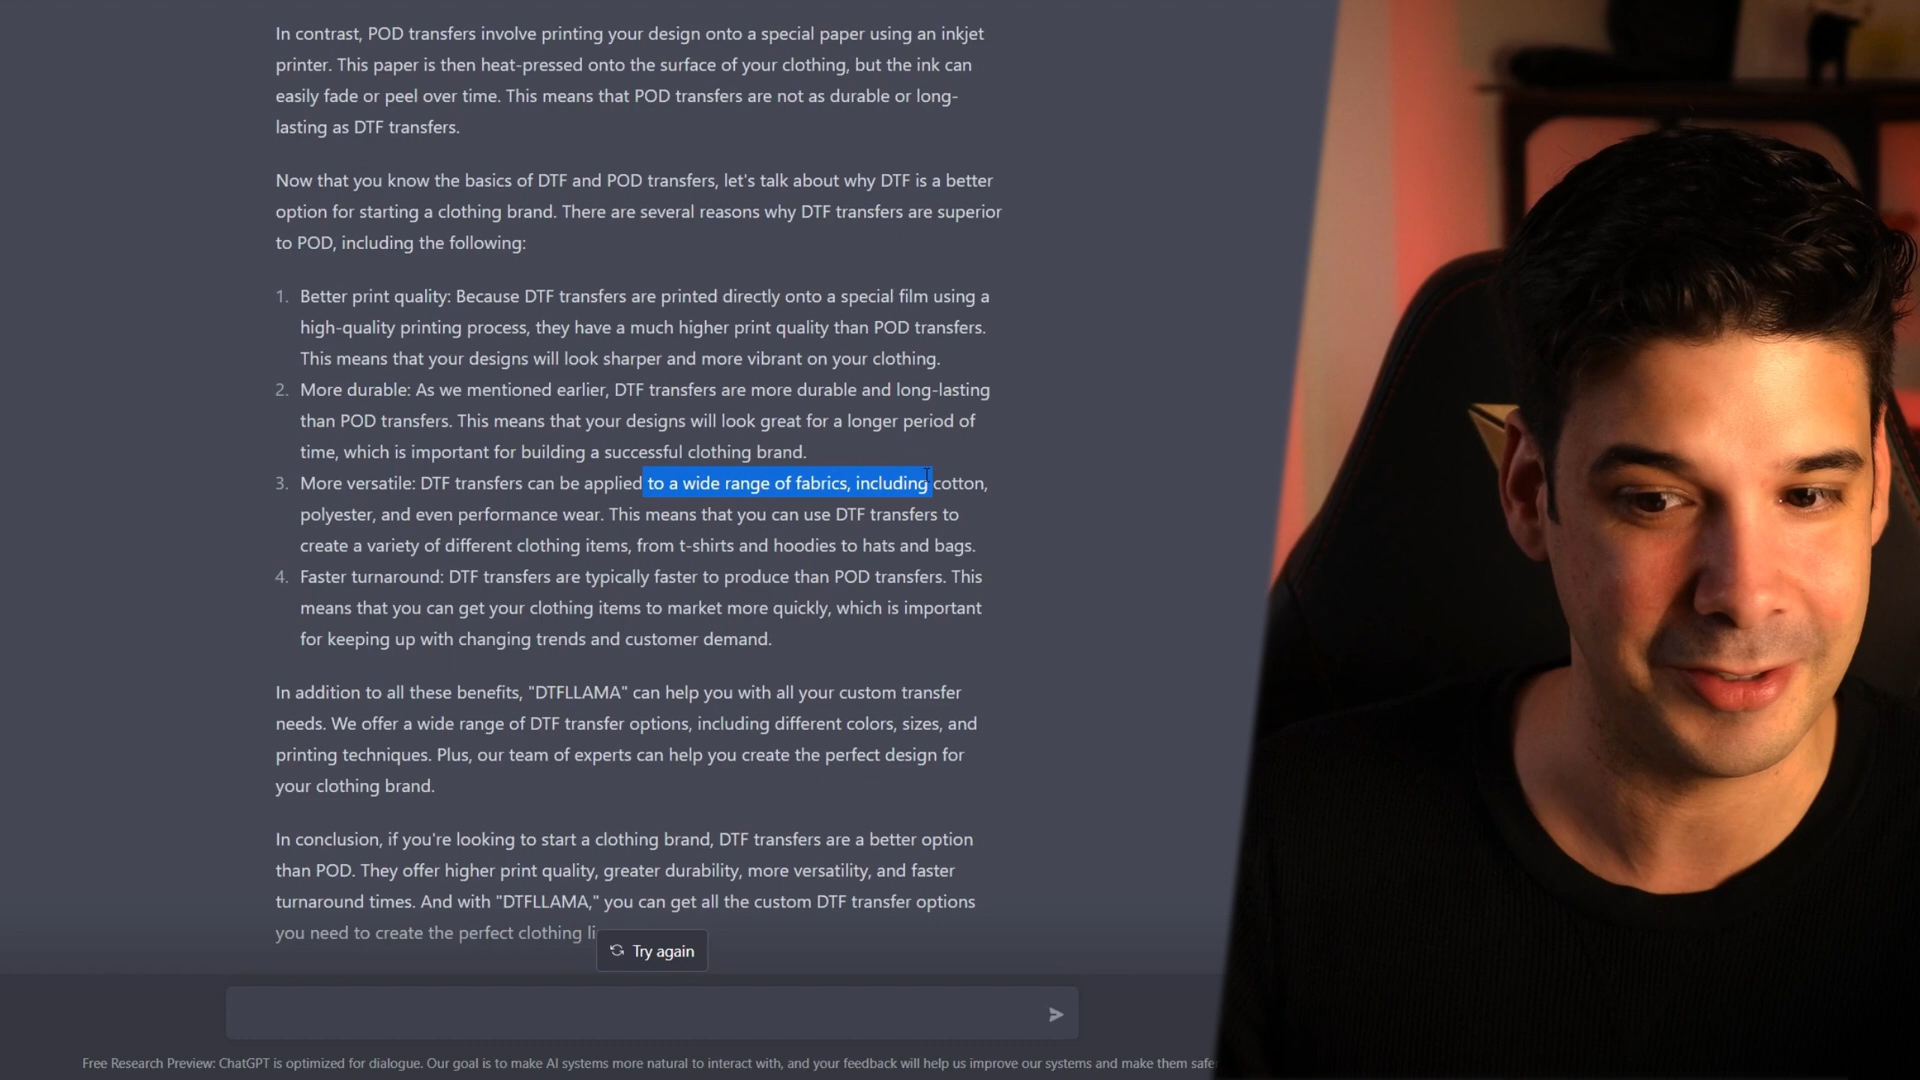 In contrast, POD transfers involve printing your design onto a special paper using an inkjet
printer. This paper is then heat-pressed onto the surface of your clothing, but the ink can
easily fade or peel over time. This means that POD transfers are not as durable or long-
lasting as DTF transfers.
Now that you know the basics of DTF and POD transfers, let's talk about why DTF is a better
option for starting a clothing brand. There are several reasons why DTF transfers are superior
to POD, including the following:
1. Better print quality: Because DTF transfers are printed directly onto a special film using a
high-quality printing process, they have a much higher print quality than POD transfers.
This means that your designs will look sharper and more vibrant on your clothing.
2. More durable: As we mentioned earlier, DTF transfers are more durable and long-lasting
than POD transfers. This means that your designs will look great for a longer period of
time, which is important for building a successful clothing brand.
3. More versatile: DTF transfers can be applied to a wide range of fabrics, including cotton,
polyester, and even performance wear. This means that you can use DTF transfers to
create a variety of different clothing items, from t-shirts and hoodies to hats and bags.
4. Faster turnaround: DTF transfers are typically faster to produce than POD transfers. This
means that you can get your clothing items to market more quickly, which is important
for keeping up with changing trends and customer demand.
In addition to all these benefits, "DTFLLAMA" can help you with all your custom transfer
needs. We offer a wide range of DTF transfer options, including different colors, sizes, and
printing techniques. Plus, our team of experts can help you create the perfect design for
your clothing brand.
In conclusion, if you're looking to start a clothing brand, DTF transfers are a better option
than POD. They offer higher print quality, greater durability, more versatility, and faster
turnaround times. And with "DTFLLAMA," you can get all the custom DTF transfer options
you need to create the perfect clothing li
Try again
Free Research Preview: ChatGPT is optimized for dialogue. Our goal is to make AI systems more natural to interact with, and your feedback will help us improve our systems and make them safe